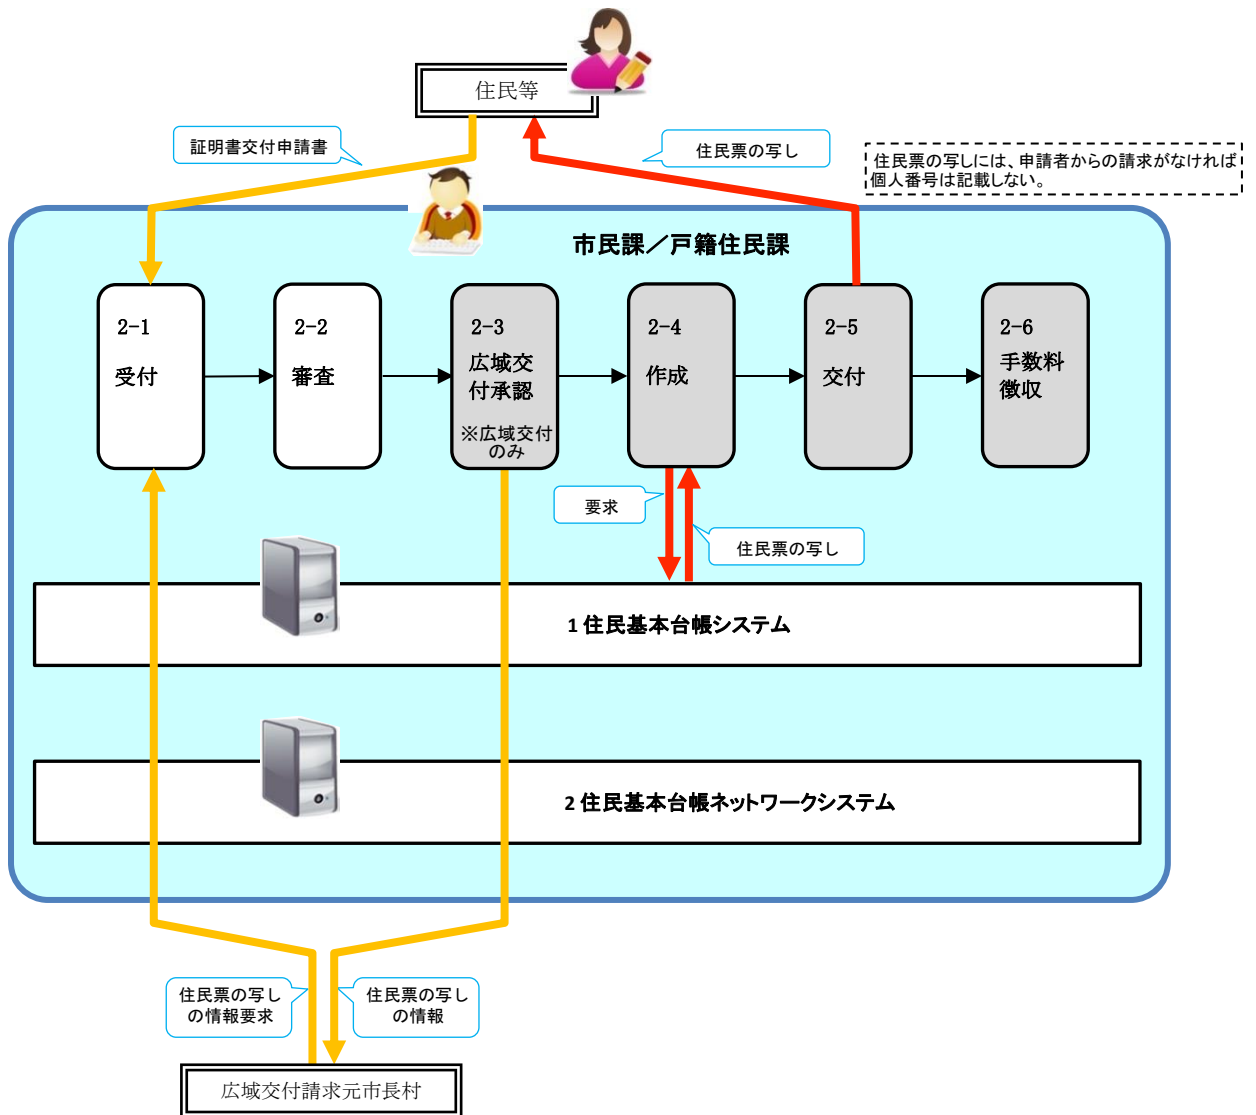 住民等
証明書交付申請書
住民票の写し
住民票の写しには、申請者からの請求がなければ
個人番号は記載しない。
市民課／戸籍住民課
2-1
受付
2-2
審査
2-3
広域交
付承認
※広域交付
のみ
2-4
作成
2-5
交付
2-6
手数料
徴収
要求
住民票の写し
1 住民基本台帳システム
2 住民基本台帳ネットワークシステム
住民票の写し
の情報要求
住民票の写し
の情報
広域交付請求元市長村